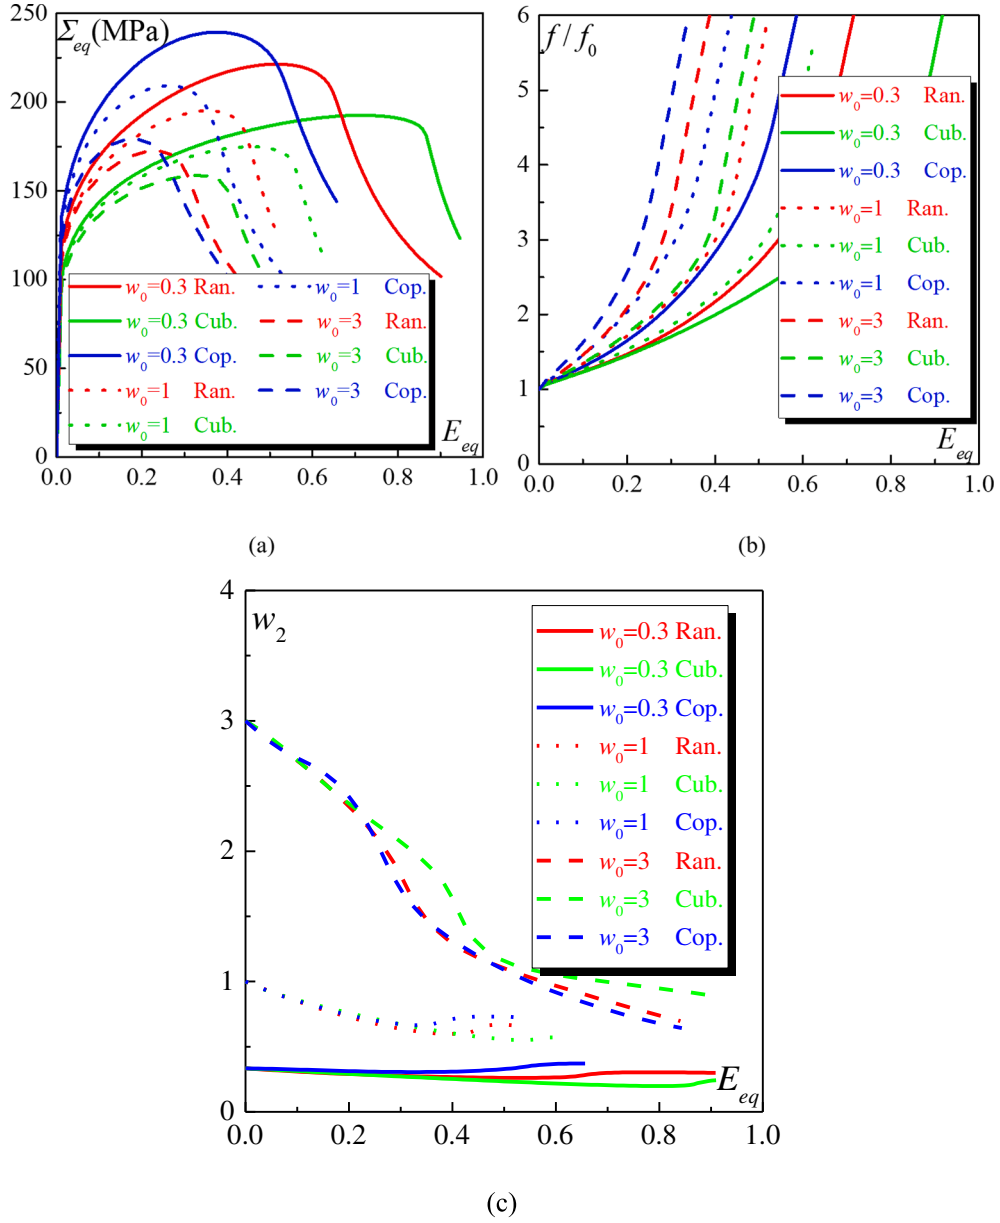 Σeq(MPa)
250
200
150
100
50
0
w0=0.3 Ran.
w0=0.3 Cub.
w0=0.3 Cop.
w0=1 Ran.
w0=1 Cub.
w0=1 Cop.
w0=3 Ran.
w0=3 Cub.
w0=3 Cop.
Eeq
0.0 0.2 0.4 0.6 0.8 1.0
(a)
f/f0
6
5
4
3
2
1
0
w0=0.3 Ran.
w0=0.3 Cub.
w0=0.3 Cop.
w0=1 Ran.
w0=1 Cub.
w0=1 Cop.
w0=3 Ran.
w0=3 Cub.
w0=3 Cop.
Eeq
0.0 0.2 0.4 0.6 0.8 1.0
(b)
w2
4
3
2
1
0
w0=0.3 Ran.
w0=0.3 Cub.
w0=0.3 Cop.
w0=1 Ran.
w0=1 Cub.
w0=1 Cop.
w0=3 Ran.
w0=3 Cub.
w0=3 Cop.
Eeq
0.0 0.2 0.4 0.6 0.8 1.0
(c)